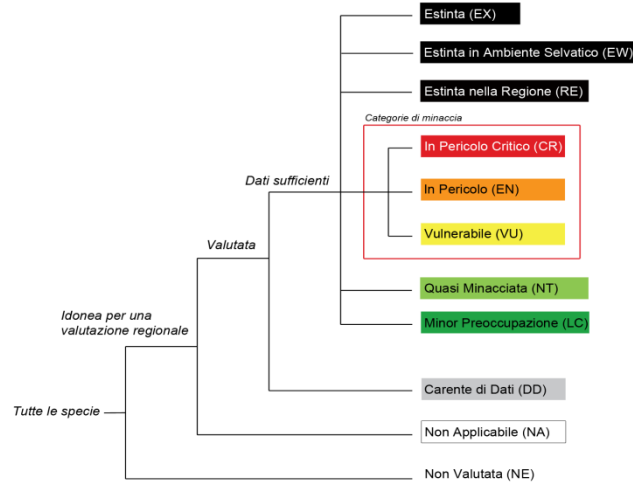 Estinta (EX)
Estinta in Ambiente Selvatico (EW)
Estinta nella Regione (RE)
Categorie di minaccia
In Pericolo Critico (CR)
Dati sufficienti
In Pericolo (EN)
Vulnerabile (VU)
Valutata
Quasi Minacciata (NT)
Idonea per una
valutazione regionale
Minor Preoccupazione (LC)
Carente di Dati (DD)
Tutte le specie
Non Applicabile (NA)
Non Valutata (NE)